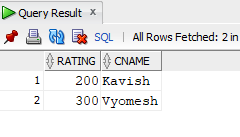 Query Result ×
SQL | All Rows Fetched: 2 in
RATING CNAME
1 200 Kavish
2 300 Vyomesh